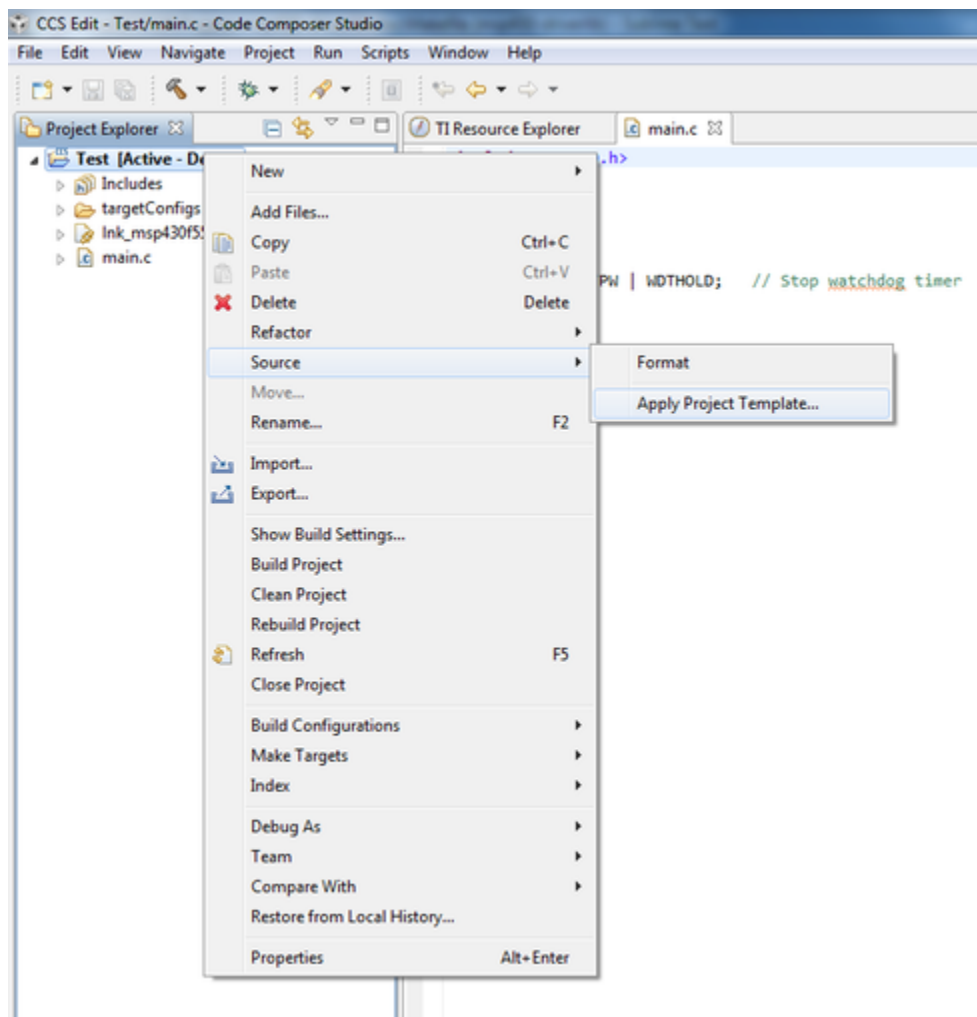 CCS Edit - Test/main.c - Code Composer Studio
File Edit View Navigate Project Run Scripts Window Help
Project Explorer
TI Resource Explorer
main.c
Test [Active - De
.h>
Includes
targetConfigs
lnk_msp430f55
main.c
PW | WDTHOLD; // Stop watchdog timer
New
Add Files...
Copy Ctrl+C
Paste Ctrl+V
Delete Delete
Refactor
Source
Move...
Rename... F2
Import...
Export...
Show Build Settings...
Build Project
Clean Project
Rebuild Project
Refresh F5
Close Project
Build Configurations
Make Targets
Index
Debug As
Team
Compare With
Restore from Local History...
Properties Alt+Enter
Format
Apply Project Template...